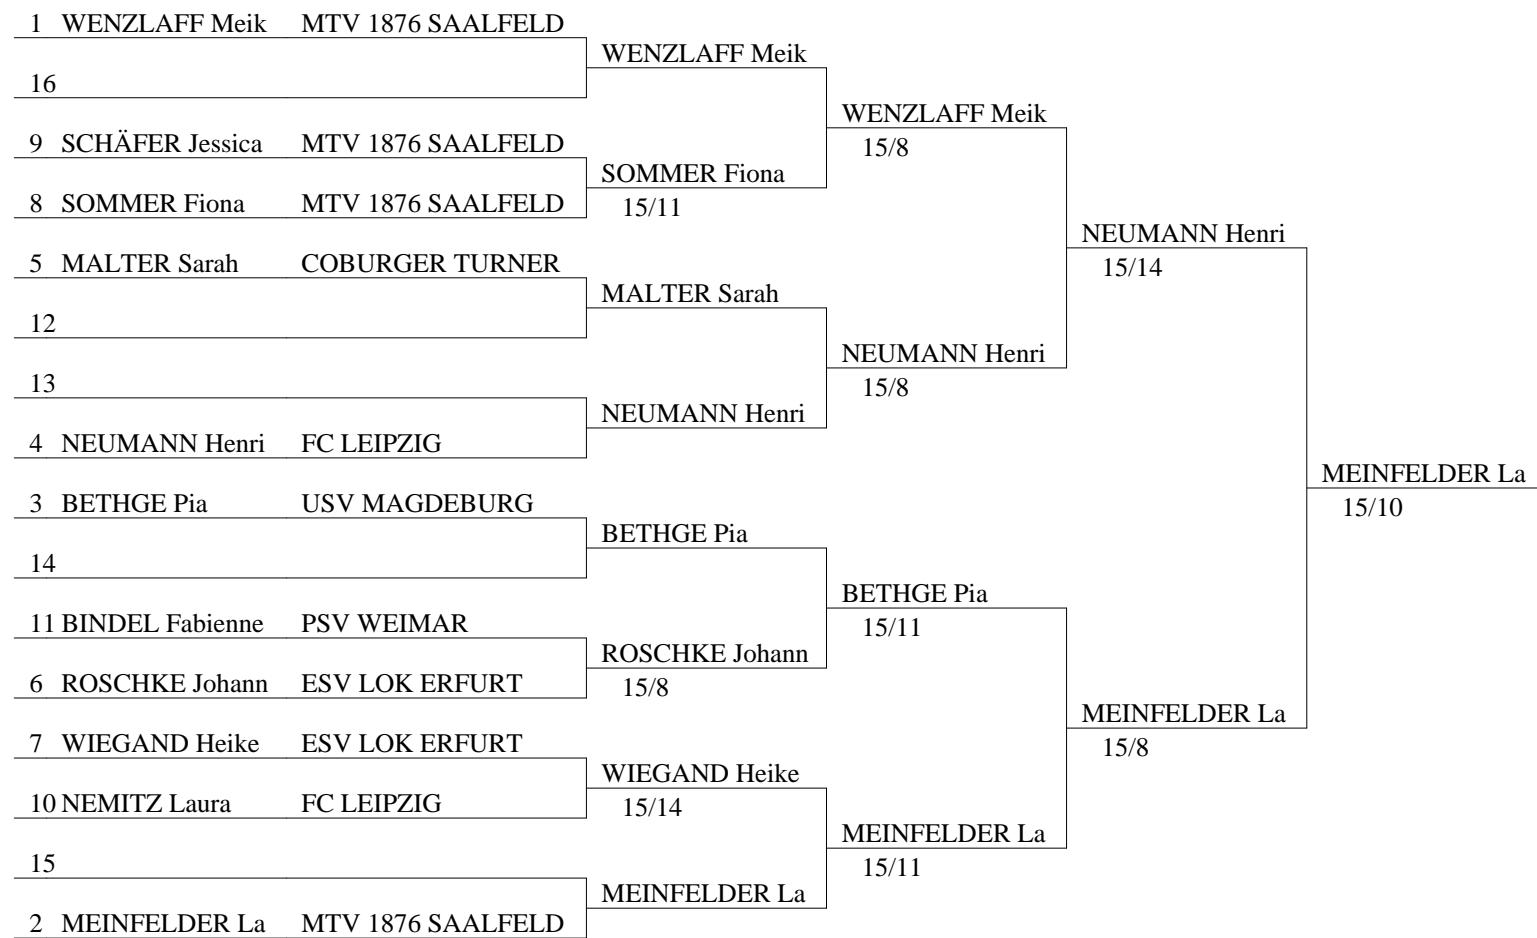 1 WENZLAFF Meik MTV 1876 SAALFELD
WENZLAFF Meik
16
WENZLAFF Meik
15/8
9 SCHÄFER Jessica MTV 1876 SAALFELD
SOMMER Fiona
15/11
8 SOMMER Fiona MTV 1876 SAALFELD
NEUMANN Henri
15/14
5 MALTER Sarah COBURGER TURNER
MALTER Sarah
12
NEUMANN Henri
15/8
13
NEUMANN Henri
4 NEUMANN Henri FC LEIPZIG
MEINFELDER La
15/10
3 BETHGE Pia USV MAGDEBURG
BETHGE Pia
14
BETHGE Pia
15/11
11 BINDEL Fabienne PSV WEIMAR
ROSCHKE Johann
15/8
6 ROSCHKE Johann ESV LOK ERFURT
MEINFELDER La
15/8
7 WIEGAND Heike ESV LOK ERFURT
WIEGAND Heike
15/14
10 NEMITZ Laura FC LEIPZIG
MEINFELDER La
15/11
15
MEINFELDER La
2 MEINFELDER La MTV 1876 SAALFELD